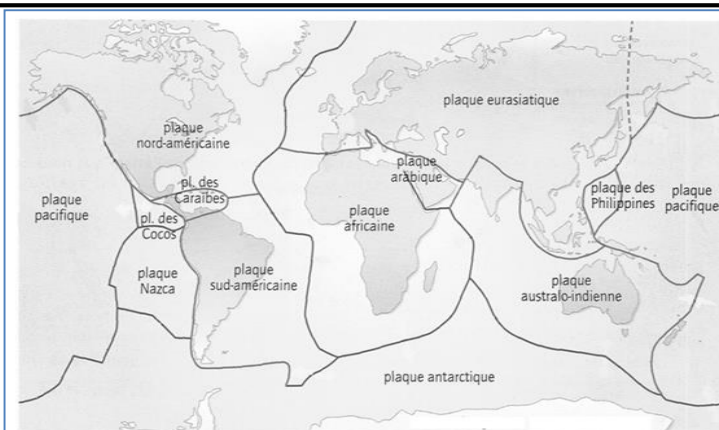 plaque eurasiatique
plaque
nord-américaine
plaque
arabique
pl. des
Caraïbes
plaque des
Philippines
plaque
pacifique
plaque
pacifique
pl. des
Cocos
plaque
africaine
plaque
Nazca
plaque
sud-américaine
plaque
australo-indienne
plaque antarctique